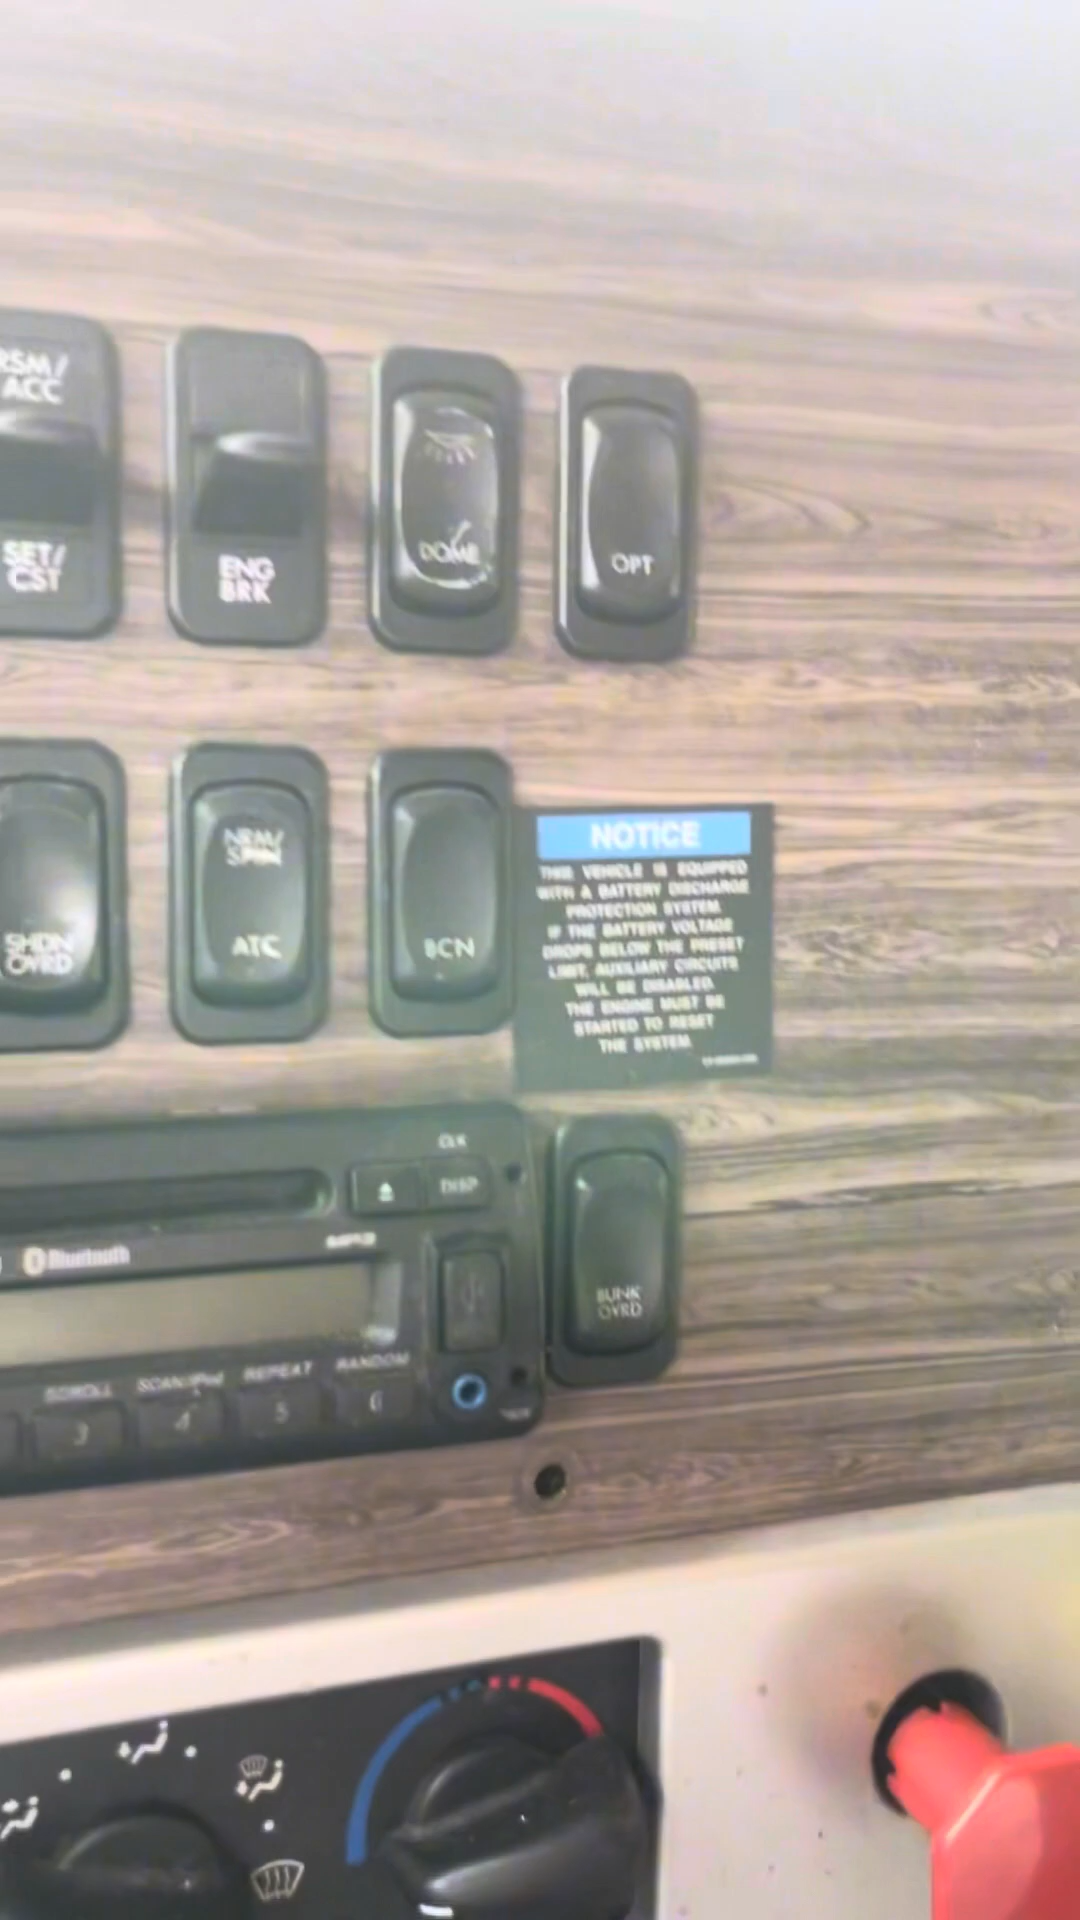 RSM/
ACC
SET/
CST
ENG
BRK
DOME
OPT
SHDN
OVRD
NRM/
SPIN
ATC
BCN
NOTICE
THIS VEHICLE IS EQUIPPED
WITH A BATTERY DISCHARGE
PROTECTION SYSTEM.
IF THE BATTERY VOLTAGE
DROPS BELOW THE PRESET
LIMIT, AUXILIARY CIRCUITS
WILL BE DISABLED.
THE ENGINE MUST BE
STARTED TO RESET
THE SYSTEM.
CLK
DISP
Bluetooth
MP3
SCROLL
SCAN/iPod
REPEAT
RANDOM
3
4
5
6
BUNK
OVRD